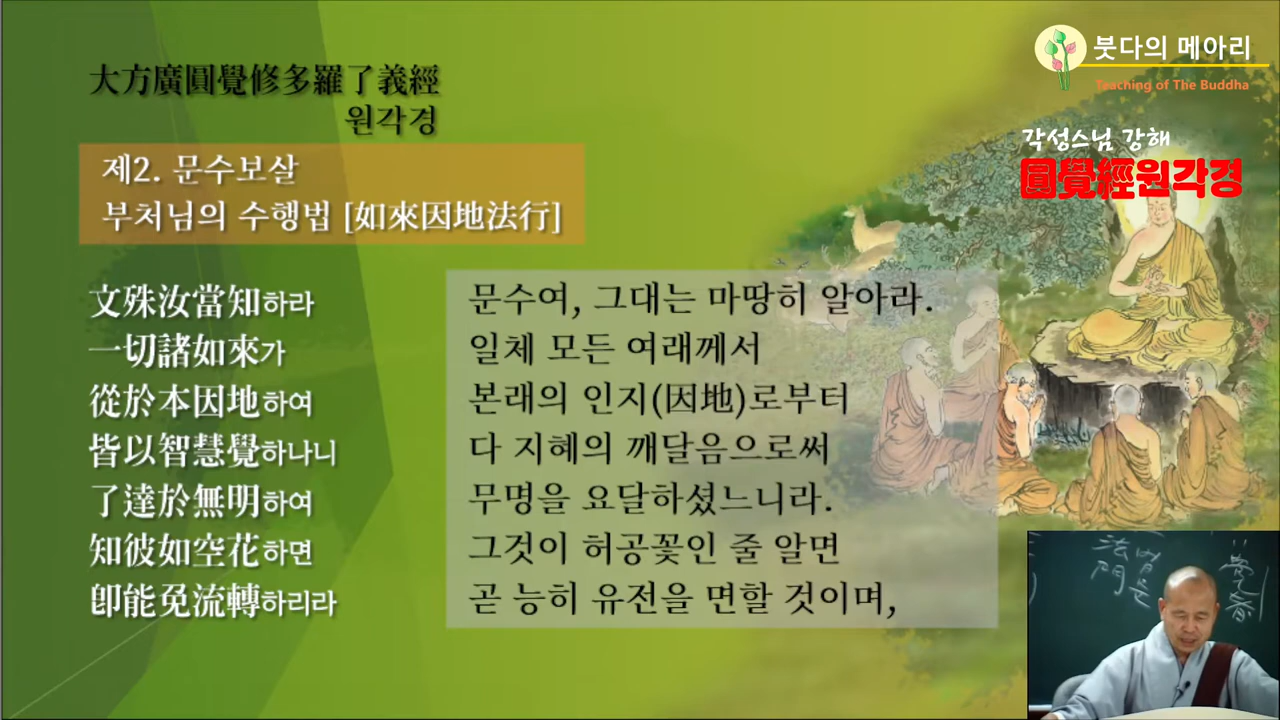 大方廣圓覺修多羅了義經
원각경
제2. 문수보살
부처님의 수행법 [如來因地法行]
文殊汝當知하라
一切諸如來가
從於本因地하여
皆以智慧覺하나니
了達於無明하여
知彼如空花하면
卽能免流轉하리라
문수여, 그대는 마땅히 알아라.
일체 모든 여래께서
본래의 인지(因地)로부터
다 지혜의 깨달음으로써
무명을 요달하셨느니라.
그것이 허공꽃인 줄 알면
곧 능히 유전을 면할 것이며,
붓다의 메아리
Teaching of The Buddha
각성스님 강해
圓覺經원각경
法門